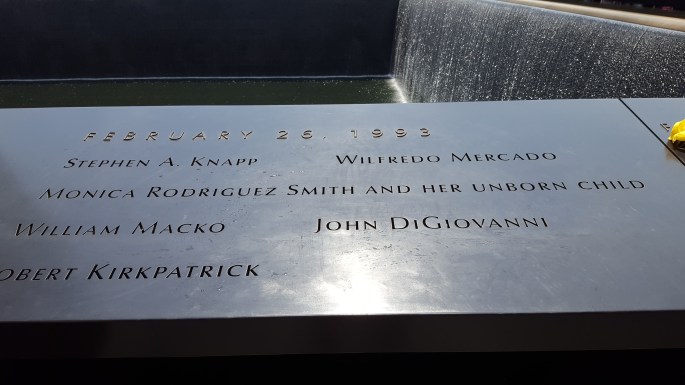 FEBRUARY 26, 1993
STEPHEN A. KNAPP WILFREDO MERCADO
MONICA RODRIGUEZ SMITH AND HER UNBORN CHILD
WILLIAM MACKO JOHN DIGIOVANNI
OBERT KIRKPATRICK